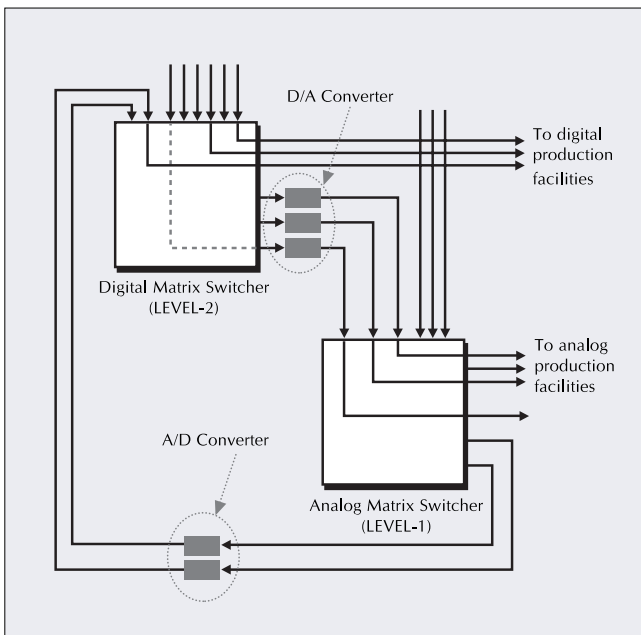 D/A Converter
To digital
production
facilities
Digital Matrix Switcher
(LEVEL-2)
To analog
production
facilities
A/D Converter
Analog Matrix Switcher
(LEVEL-1)